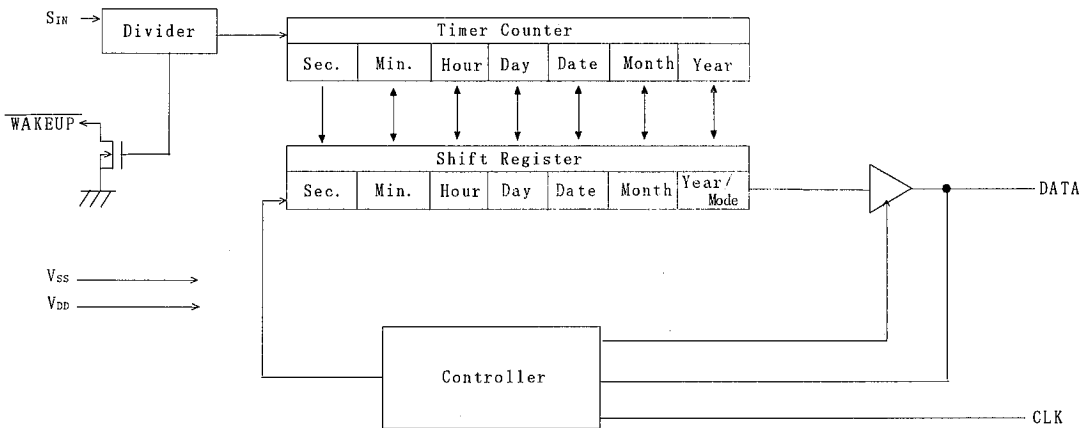 SIN
Divider
Timer Counter
Sec. Min. Hour Day Date Month Year
WAKEUP
Shift Register
Sec. Min. Hour Day Date Month Year/
Mode
DATA
VSS
VDD
Controller
CLK